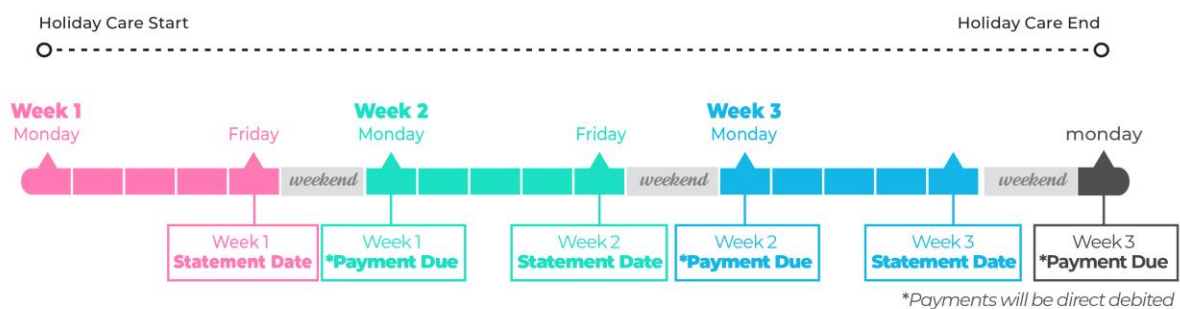 Holiday Care Start
Holiday Care End
Week 1
Monday
Friday
Week 2
Monday
Friday
Week 3
Monday
monday
weekend
weekend
weekend
Week 1
Statement Date
Week 1
*Payment Due
Week 2
Statement Date
Week 2
*Payment Due
Week 3
Statement Date
Week 3
*Payment Due
*Payments will be direct debited